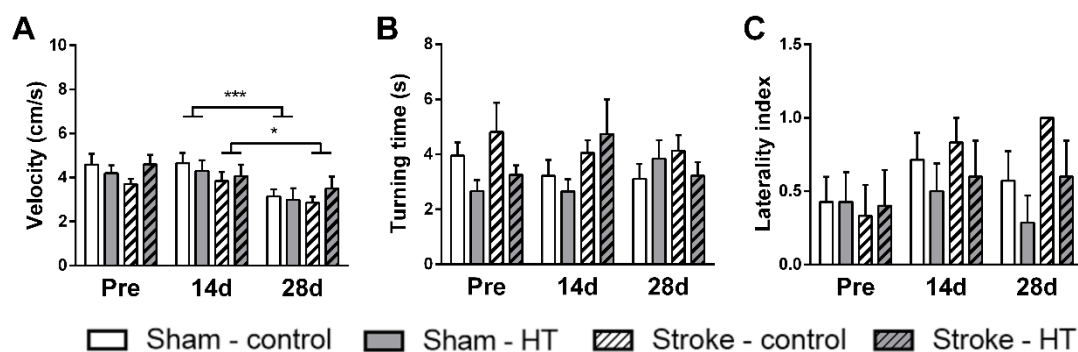 A
Velocity (cm/s)
10
8
6
4
2
0
***
*
Pre 14d 28d
B
Turning time (s)
8
6
4
2
0
Pre 14d 28d
C
Laterality index
1.5
1.0
0.5
0.0
Pre 14d 28d
Sham - control Sham - HT Stroke - control Stroke - HT